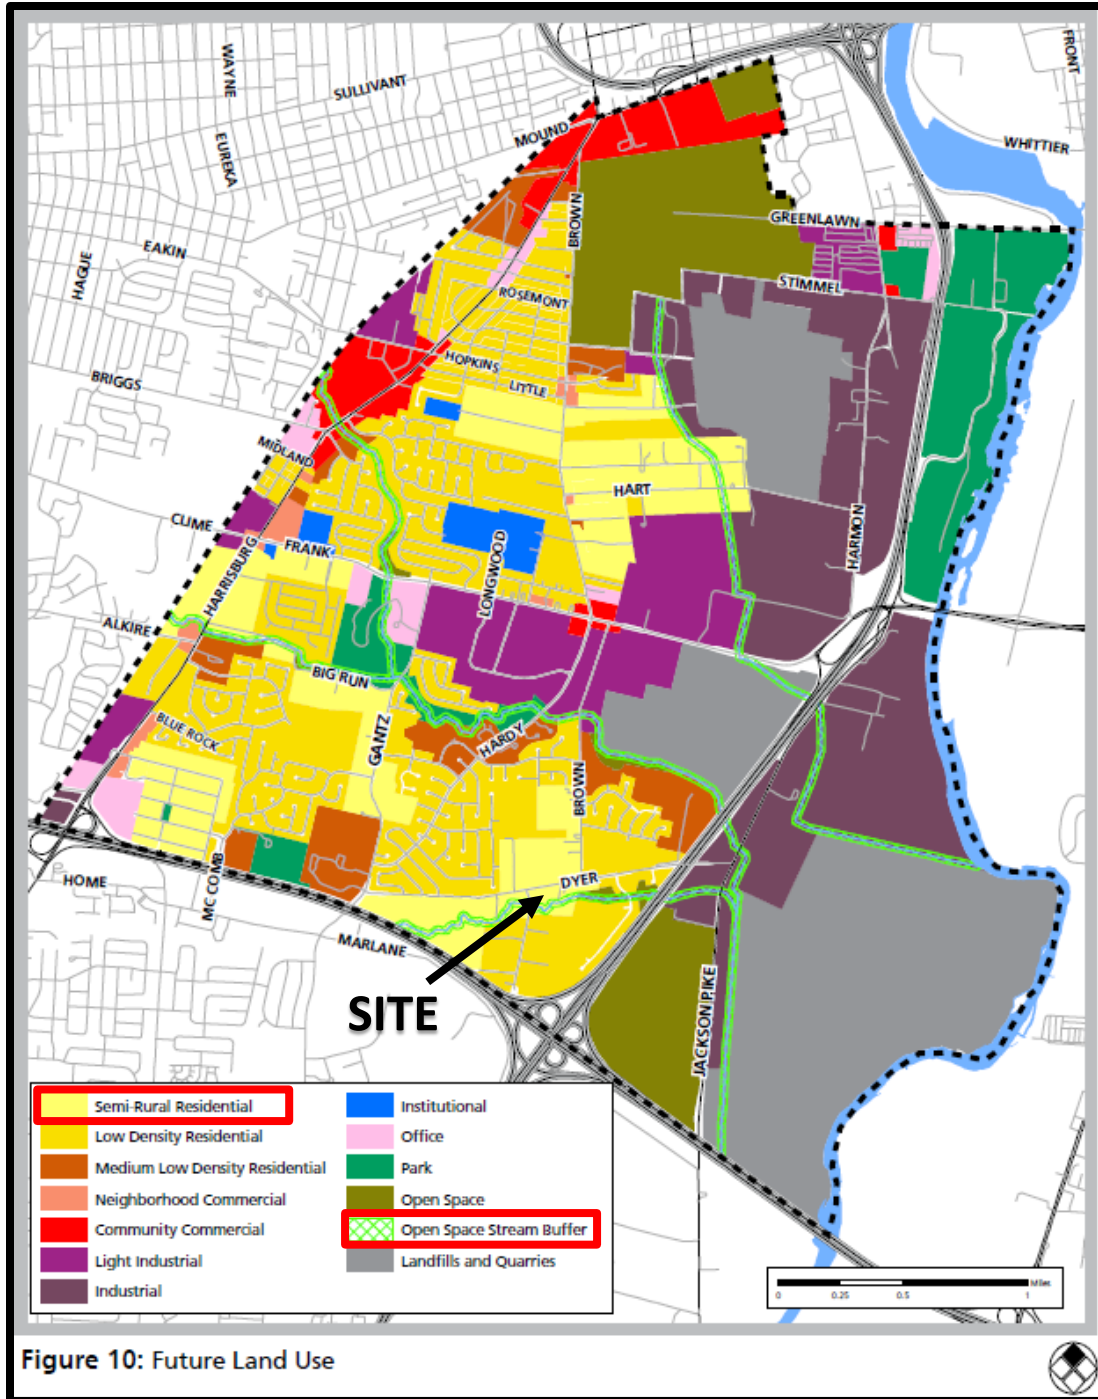 FRONT
WAYNE
SULLIVANT
MOUND
EUREKA
WHITTIER
BROWN
GREENLAWN
EAKIN
HAGUE
STIMMEL
ROSEMONT
HOPKINS
LITTLE
BRIGGS
MIDLAND
HART
CLIME
FRANK
HARRISBURG
LONGWOOD
HARMON
ALKIRE
BIG RUN
BLUE ROCK
GANTZ
HARDY
BROWN
HOME
MC COMB
DYER
MARLANE
SITE
JACKSON PIKE
Semi-Rural Residential
Low Density Residential
Medium Low Density Residential
Neighborhood Commercial
Community Commercial
Light Industrial
Industrial
Institutional
Office
Park
Open Space
Open Space Stream Buffer
Landfills and Quarries
Miles
0 0.25 0.5 1
Figure 10: Future Land Use